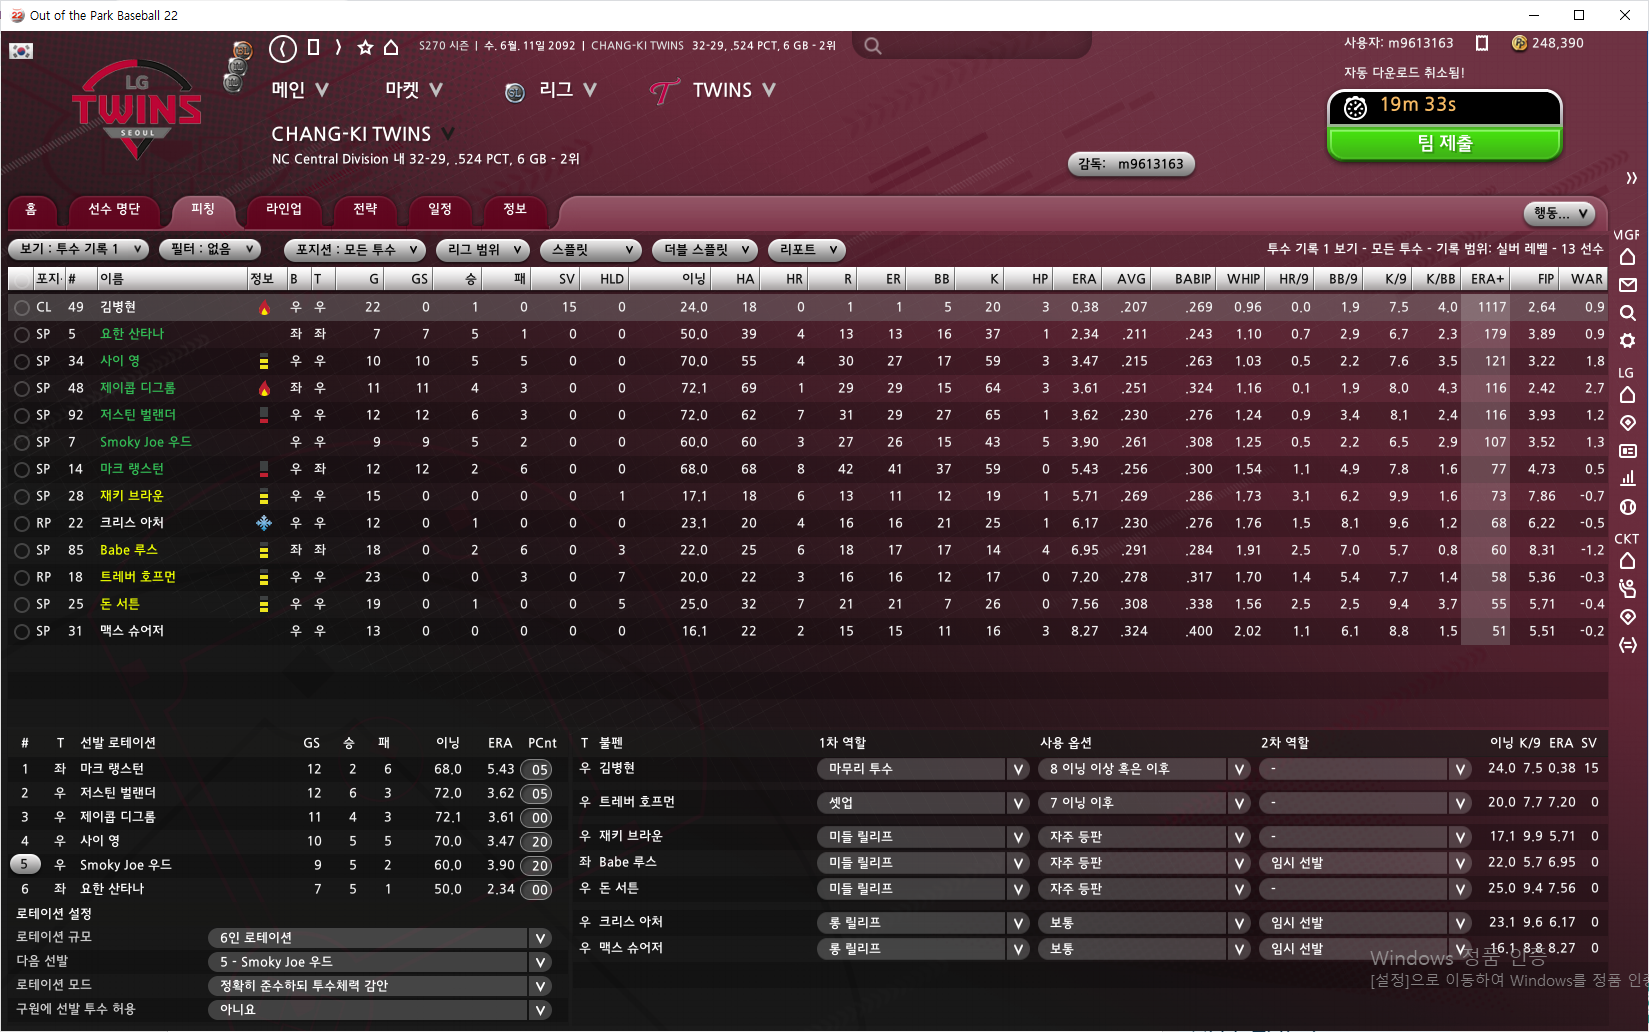 Out of the Park Baseball 22
S270 시즌 | 수. 6월. 11일 2092 | CHANG-KI TWINS 32-29, .524 PCT, 6 GB - 2위
사용자: m9613163 248,390
자동 다운로드 취소됨!
LG TWINS SEOUL
메인 마켓 리그 TWINS
19m 33s
팀 제출
CHANG-KI TWINS
NC Central Division 내 32-29, .524 PCT, 6 GB - 2위
감독: m9613163
홈 선수 명단 피칭 라인업 전략 일정 정보
행동...
보기 : 투수 기록 1 필터 : 없음 포지션 : 모든 투수 리그 범위 스플릿 더블 스플릿 리포트
투수 기록 1 보기 - 모든 투수 - 기록 범위: 실버 레벨 - 13 선수
포지· # 이름 정보 B T G GS 승 패 SV HLD 이닝 HA HR R ER BB K HP ERA AVG BABIP WHIP HR/9 BB/9 K/9 K/BB ERA+ FIP WAR
CL 49 김병현 우 우 22 0 1 0 15 0 24.0 18 0 1 1 5 20 3 0.38 .207 .269 0.96 0.0 1.9 7.5 4.0 1117 2.64 0.9
SP 5 요한 산타나 좌 좌 7 7 5 1 0 0 50.0 39 4 13 13 16 37 1 2.34 .211 .243 1.10 0.7 2.9 6.7 2.3 179 3.89 0.9
SP 34 사이 영 우 우 10 10 5 5 0 0 70.0 55 4 30 27 17 59 3 3.47 .215 .263 1.03 0.5 2.2 7.6 3.5 121 3.22 1.8
SP 48 제이콥 디그롬 좌 우 11 11 4 3 0 0 72.1 69 1 29 29 15 64 3 3.61 .251 .324 1.16 0.1 1.9 8.0 4.3 116 2.42 2.7
SP 92 저스틴 벌랜더 우 우 12 12 6 3 0 0 72.0 62 7 31 29 27 65 1 3.62 .230 .276 1.24 0.9 3.4 8.1 2.4 116 3.93 1.2
SP 7 Smoky Joe 우드 우 우 9 9 5 2 0 0 60.0 60 3 27 26 15 43 5 3.90 .261 .308 1.25 0.5 2.2 6.5 2.9 107 3.52 1.3
SP 14 마크 랭스턴 우 좌 12 12 2 6 0 0 68.0 68 8 42 41 37 59 0 5.43 .256 .300 1.54 1.1 4.9 7.8 1.6 77 4.73 0.5
SP 28 재키 브라운 우 우 15 0 0 0 0 1 17.1 18 6 13 11 12 19 1 5.71 .269 .286 1.73 3.1 6.2 9.9 1.6 73 7.86 -0.7
RP 22 크리스 아처 우 우 12 0 1 0 0 0 23.1 20 4 16 16 21 25 1 6.17 .230 .276 1.76 1.5 8.1 9.6 1.2 68 6.22 -0.5
SP 85 Babe 루스 좌 좌 18 0 2 6 0 3 22.0 25 6 18 17 17 14 4 6.95 .291 .284 1.91 2.5 7.0 5.7 0.8 60 8.31 -1.2
RP 18 트레버 호프먼 우 우 23 0 0 3 0 7 20.0 22 3 16 16 12 17 0 7.20 .278 .317 1.70 1.4 5.4 7.7 1.4 58 5.36 -0.3
SP 25 돈 서튼 우 우 19 0 1 0 0 5 25.0 32 7 21 21 7 26 0 7.56 .308 .338 1.56 2.5 2.5 9.4 3.7 55 5.71 -0.4
SP 31 맥스 슈어저 우 우 13 0 0 0 0 0 16.1 22 2 15 15 11 16 3 8.27 .324 .400 2.02 1.1 6.1 8.8 1.5 51 5.51 -0.2
MGR
LG
CKT
# T 선발 로테이션 GS 승 패 이닝 ERA PCnt
1 좌 마크 랭스턴 12 2 6 68.0 5.43 05
2 우 저스틴 벌랜더 12 6 3 72.0 3.62 05
3 우 제이콥 디그롬 11 4 3 72.1 3.61 00
4 우 사이 영 10 5 5 70.0 3.47 20
5 우 Smoky Joe 우드 9 5 2 60.0 3.90 20
6 좌 요한 산타나 7 5 1 50.0 2.34 00
로테이션 설정
로테이션 규모 6인 로테이션
다음 선발 5 - Smoky Joe 우드
로테이션 모드 정확히 준수하되 투수체력 감안
구원에 선발 투수 허용 아니요
T 불펜 1차 역할 사용 옵션 2차 역할 이닝 K/9 ERA SV
우 김병현 마무리 투수 8 이닝 이상 혹은 이후 - 24.0 7.5 0.38 15
우 트레버 호프먼 셋업 7 이닝 이후 - 20.0 7.7 7.20 0
우 재키 브라운 미들 릴리프 자주 등판 - 17.1 9.9 5.71 0
좌 Babe 루스 미들 릴리프 자주 등판 임시 선발 22.0 5.7 6.95 0
우 돈 서튼 미들 릴리프 자주 등판 - 25.0 9.4 7.56 0
우 크리스 아처 롱 릴리프 보통 임시 선발 23.1 9.6 6.17 0
우 맥스 슈어저 롱 릴리프 보통 임시 선발 16.1 8.8 8.27 0
Windows 정품 인증
[설정]으로 이동하여 Windows를 정품 인증